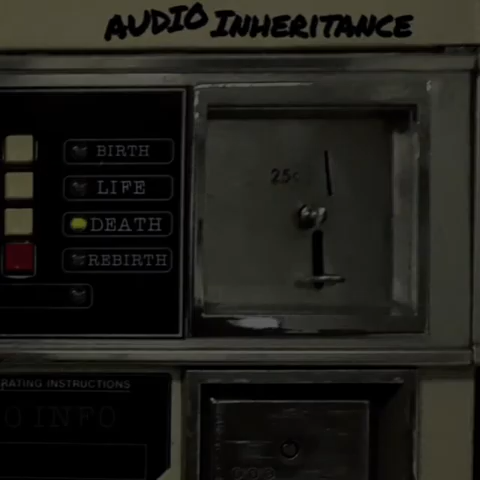 AUDIO INHERITANCE
BIRTH
25¢
LIFE
DEATH
REBIRTH
RATING INSTRUCTIONS
O INFO